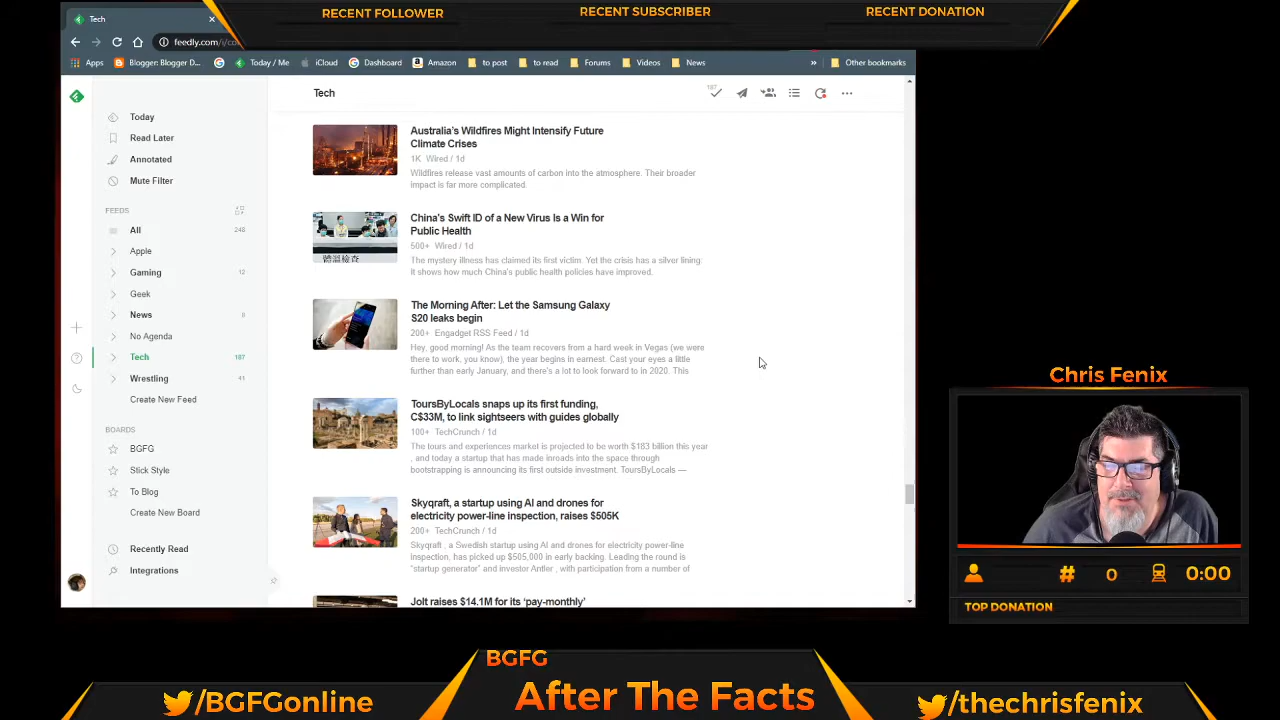 RECENT FOLLOWER
RECENT SUBSCRIBER
RECENT DONATION
Tech
feedly.com/i/co
Apps
Blogger: Blogger D...
Today / Me
iCloud
Dashboard
Amazon
to post
to read
Forums
Videos
News
»
Other bookmarks
Tech
187
Today
Read Later
Annotated
Mute Filter
FEEDS
All 248
Apple
Gaming 12
Geek
News 8
No Agenda
Tech 187
Wrestling 41
Create New Feed
BOARDS
BGFG
Stick Style
To Blog
Create New Board
Recently Read
Integrations
Australia's Wildfires Might Intensify Future
Climate Crises
1K Wired / 1d
Wildfires release vast amounts of carbon into the atmosphere. Their broader
impact is far more complicated.
China's Swift ID of a New Virus Is a Win for
Public Health
500+ Wired / 1d
The mystery illness has claimed its first victim. Yet the crisis has a silver lining:
It shows how much China's public health policies have improved.
The Morning After: Let the Samsung Galaxy
S20 leaks begin
200+ Engadget RSS Feed / 1d
Hey, good morning! As the team recovers from a hard week in Vegas (we were
there to work, you know), the year begins in earnest. Cast your eyes a little
further than early January, and there's a lot to look forward to in 2020. This
ToursByLocals snaps up its first funding,
C$33M, to link sightseers with guides globally
100+ TechCrunch / 1d
The tours and experiences market is projected to be worth $183 billion this year
, and today a startup that has made inroads into the space through
bootstrapping is announcing its first outside investment. ToursByLocals —
Skyqraft, a startup using AI and drones for
electricity power-line inspection, raises $505K
200+ TechCrunch / 1d
Skyqraft , a Swedish startup using AI and drones for electricity power-line
inspection, has picked up $505,000 in early backing. Leading the round is
"startup generator" and investor Antler , with participation from a number of
Jolt raises $14.1M for its 'pay-monthly'
Chris Fenix
# 0
0:00
TOP DONATION
BGFG
After The Facts
/BGFGonline
/thechrisfenix